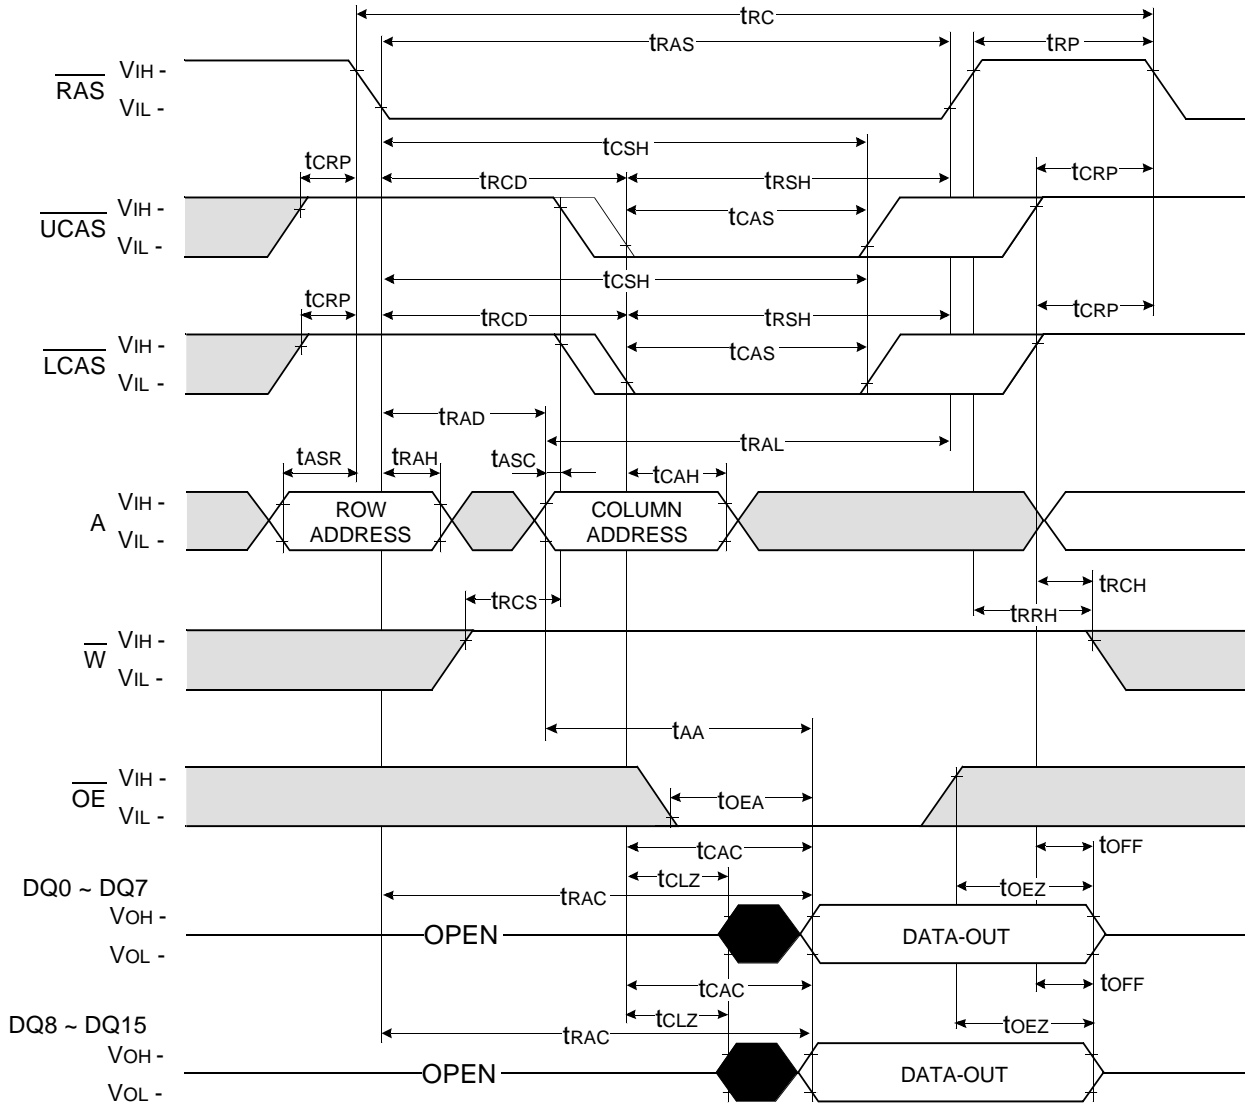 tRC
tRAS tRP
RAS VIH -
VIL -
tCSH
tCRP tRCD tRSH tCRP
UCAS VIH -
VIL -
tCAS
tCSH
tCRP tRCD tRSH tCRP
LCAS VIH -
VIL -
tCAS
tRAD
tRAL
tASR tRAH tASC tCAH
A VIH -
VIL -
ROW
ADDRESS
COLUMN
ADDRESS
tRCH
tRCS
tRRH
W VIH -
VIL -
tAA
OE VIH -
VIL -
tOEA
tCAC
tOFF
tCLZ
tOEZ
tRAC
DQ0 ~ DQ7
VOH -
VOL -
OPEN
DATA-OUT
tCAC
tOFF
tCLZ
tOEZ
tRAC
DQ8 ~ DQ15
VOH -
VOL -
OPEN
DATA-OUT